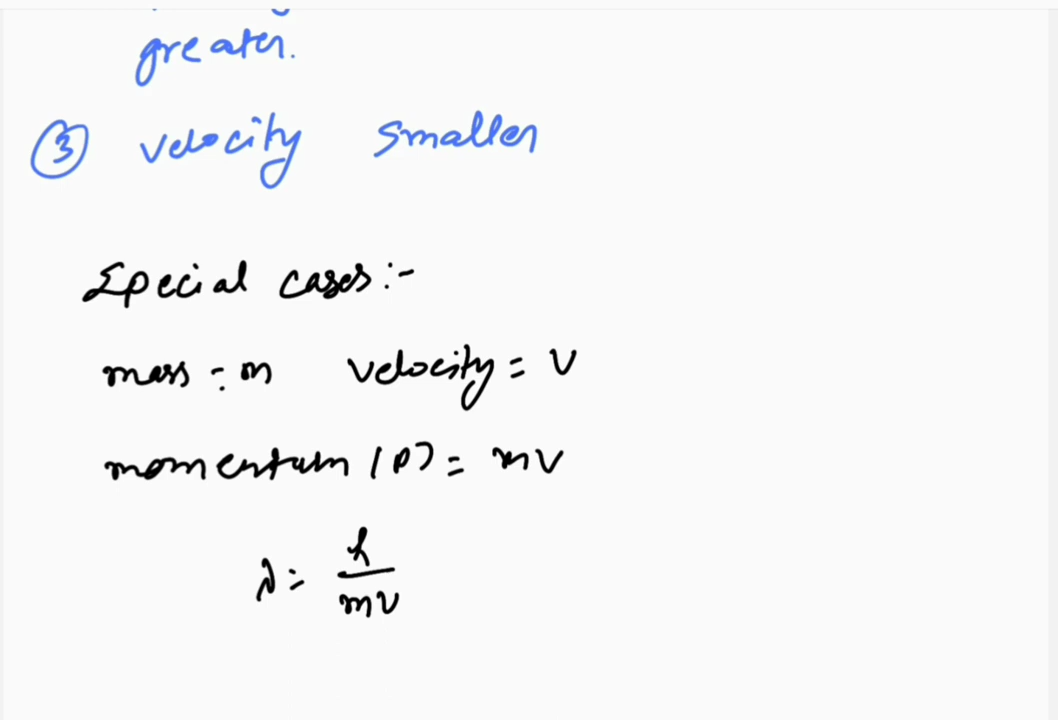 greater.
③ velocity smaller
Special cases :-
mass = m velocity = v
momentum (p) = mv
λ = h/mv